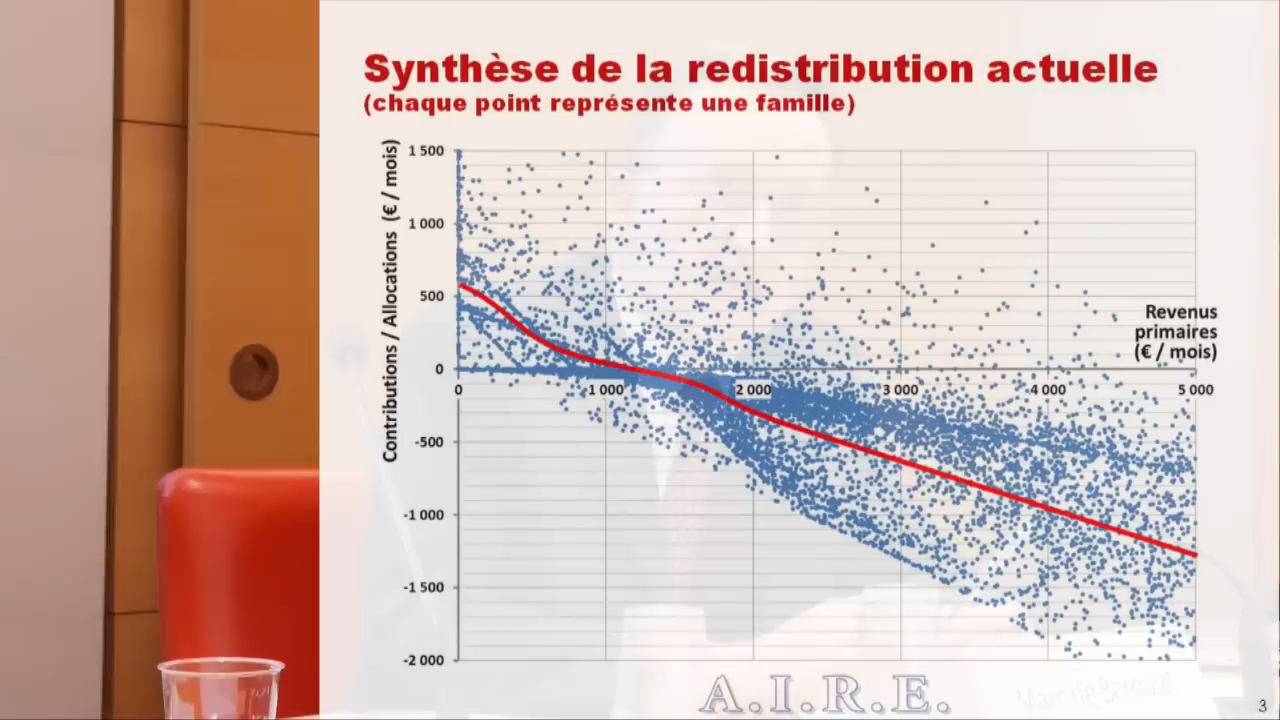 Synthèse de la redistribution actuelle
(chaque point représente une famille)
Contributions / Allocations (€ / mois)
1 500
1 000
500
0
-500
-1 000
-1 500
-2 000
0
1 000
2 000
3 000
4 000
5 000
Revenus
primaires
(€ / mois)
A.I.R.E.
Marc de
3